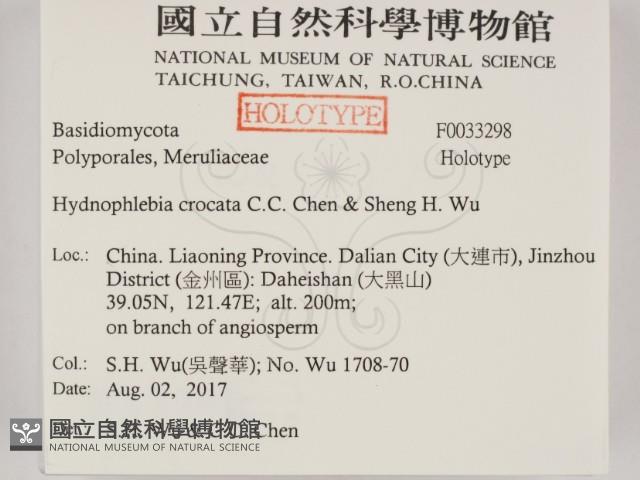 國立自然科學博物館
NATIONAL MUSEUM OF NATURAL SCIENCE
TAICHUNG, TAIWAN, R.O.CHINA
HOLOTYPE
Basidiomycota F0033298
Polyporales, Meruliaceae Holotype
Hydnophlebia crocata C.C. Chen & Sheng H. Wu
Loc.: China. Liaoning Province. Dalian City (大連市), Jinzhou
District (金州區): Daheishan (大黑山)
39.05N, 121.47E; alt. 200m;
on branch of angiosperm
Col.: S.H. Wu(吳聲華); No. Wu 1708-70
Date: Aug. 02, 2017
Chen
國立自然科學博物館
NATIONAL MUSEUM OF NATURAL SCIENCE